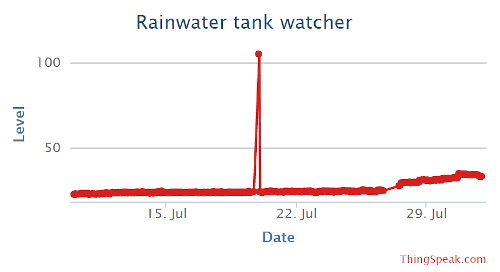 Rainwater tank watcher
100
50
Level
15. Jul
22. Jul
29. Jul
Date
ThingSpeak.com